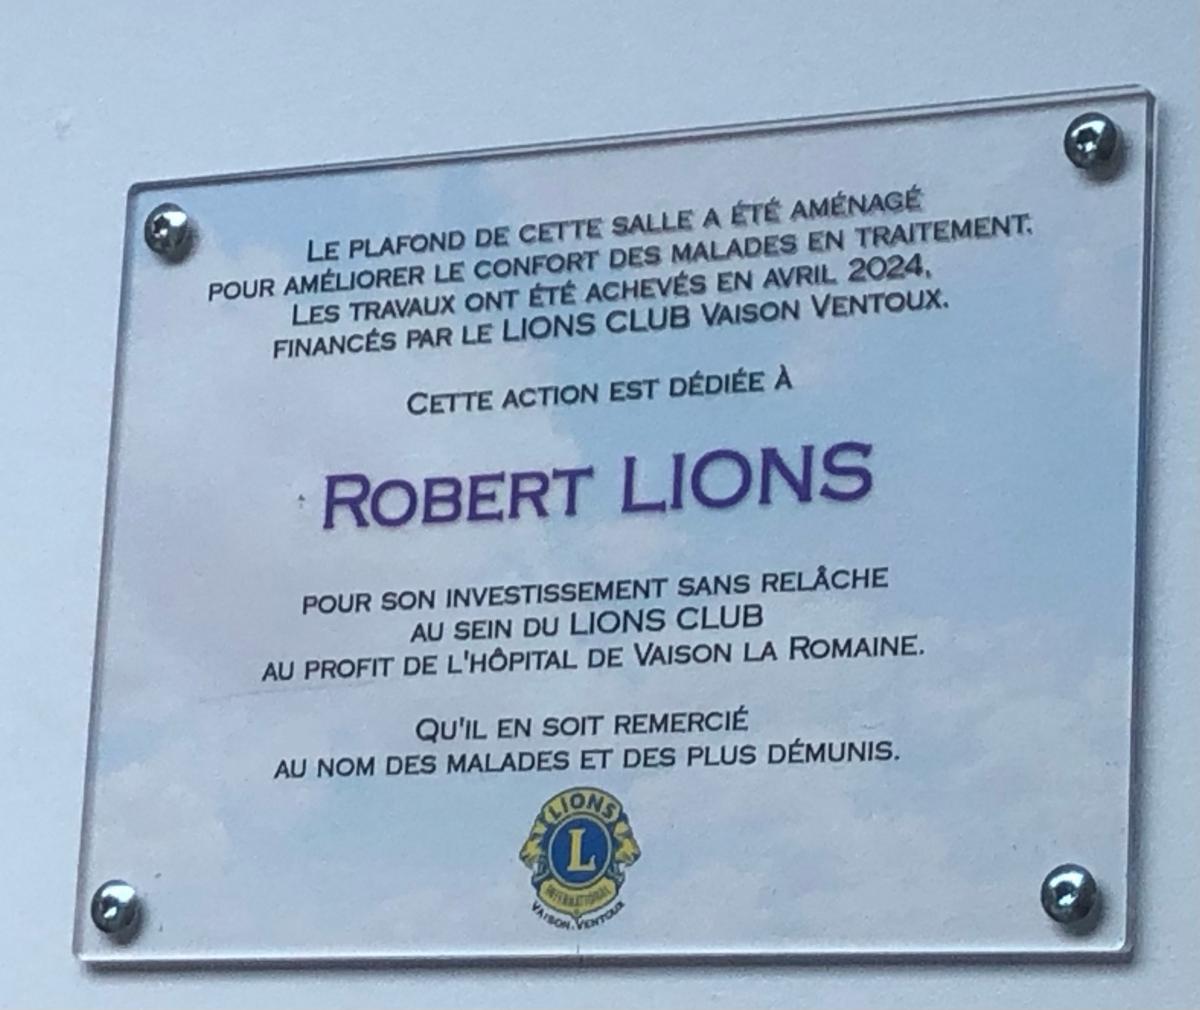 LE PLAFOND DE CETTE SALLE A ÉTÉ AMÉNAGÉ
POUR AMÉLIORER LE CONFORT DES MALADES EN TRAITEMENT.
LES TRAVAUX ONT ÉTÉ ACHEVÉS EN AVRIL 2024,
FINANCÉS PAR LE LIONS CLUB VAISON VENTOUX.
CETTE ACTION EST DÉDIÉE À
ROBERT LIONS
POUR SON INVESTISSEMENT SANS RELÂCHE
AU SEIN DU LIONS CLUB
AU PROFIT DE L'HÔPITAL DE VAISON LA ROMAINE.
QU'IL EN SOIT REMERCIÉ
AU NOM DES MALADES ET DES PLUS DÉMUNIS.
LIONS
L
INTERNATIONAL
VAISON-VENTOUX